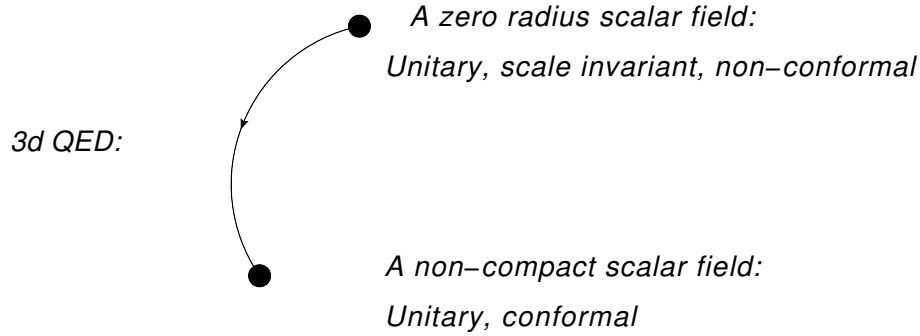 A zero radius scalar field:
Unitary, scale invariant, non−conformal
3d QED:
A non−compact scalar field:
Unitary, conformal